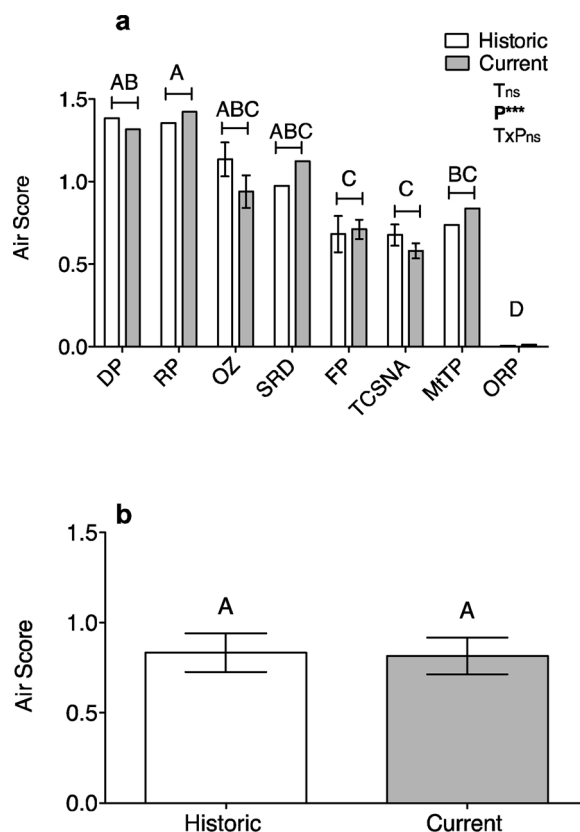 a
Historic
Current
Tns
P***
TxPns
AB
A
ABC
ABC
C
C
BC
D
Air Score
1.5
1.0
0.5
0.0
DP
RP
OZ
SRD
FP
TCSNA
MtTP
ORP
b
Air Score
1.5
1.0
0.5
0.0
A
A
Historic
Current